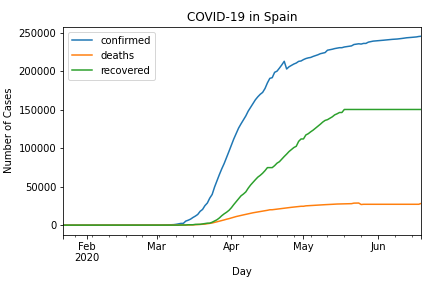 COVID-19 in Spain
250000
200000
150000
100000
50000
0
Number of Cases
confirmed
deaths
recovered
Feb
2020
Mar
Apr
May
Jun
Day